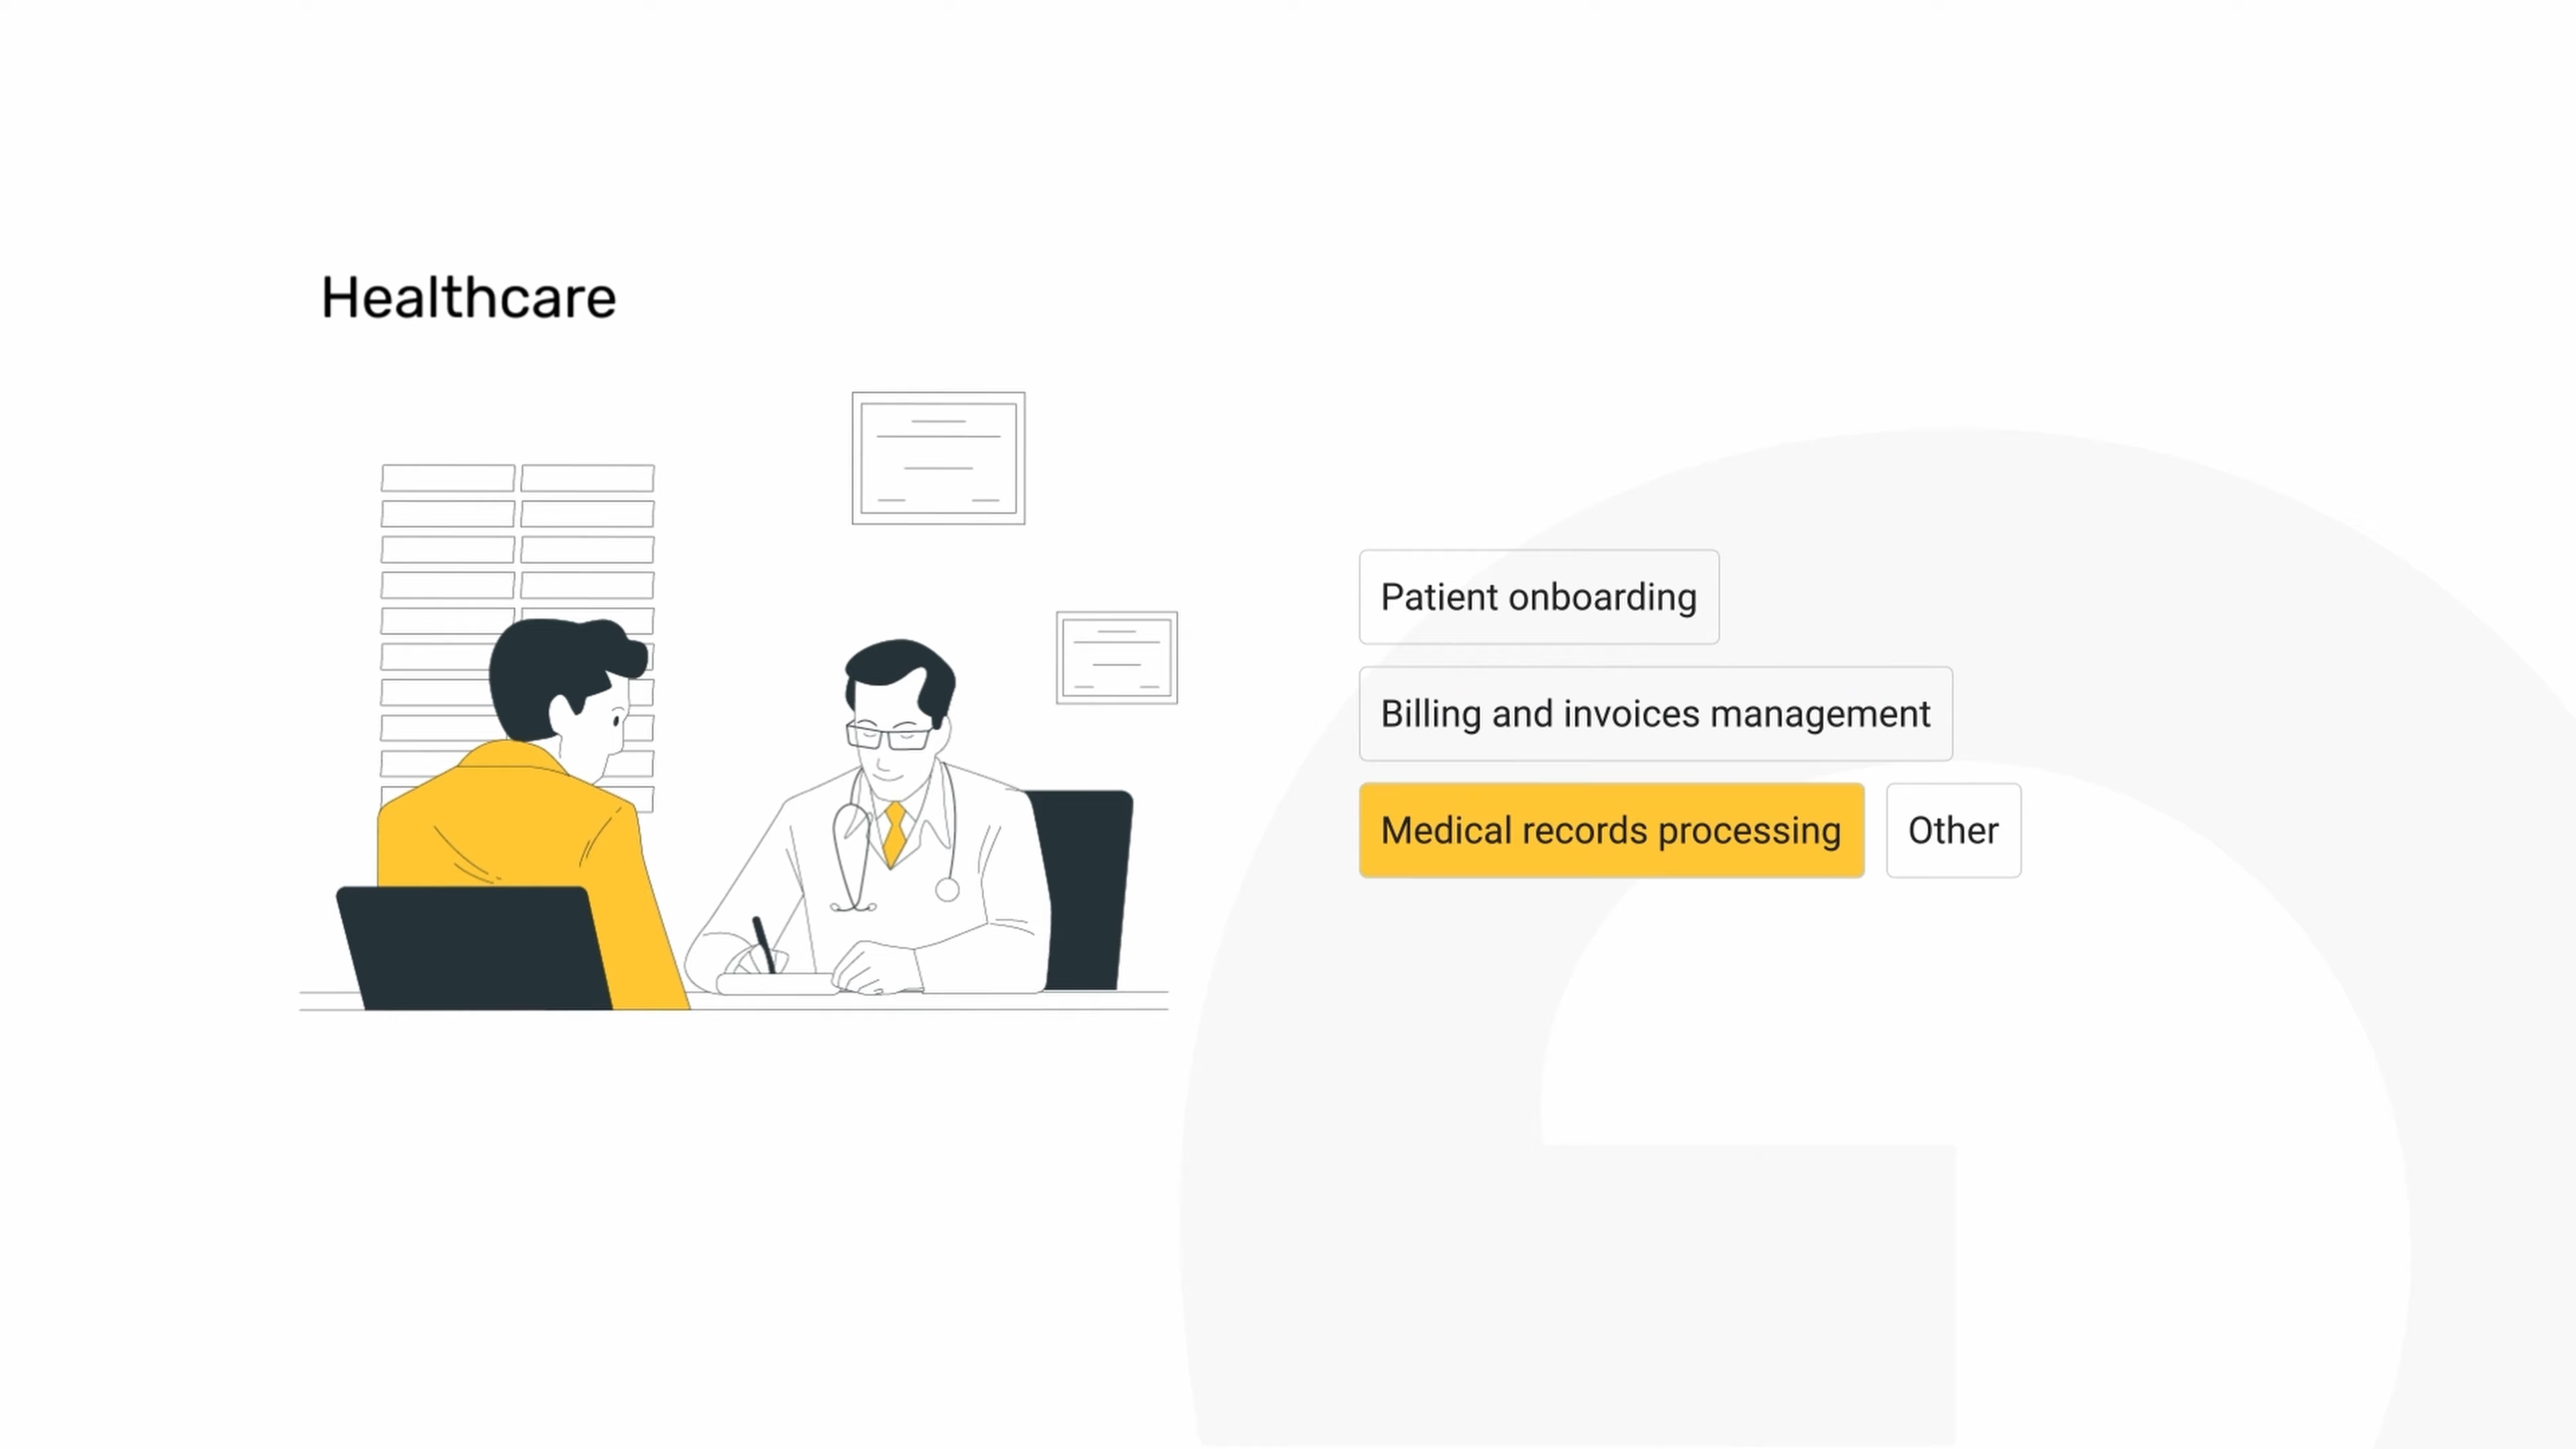 Healthcare
Patient onboarding
Billing and invoices management
Medical records processing
Other